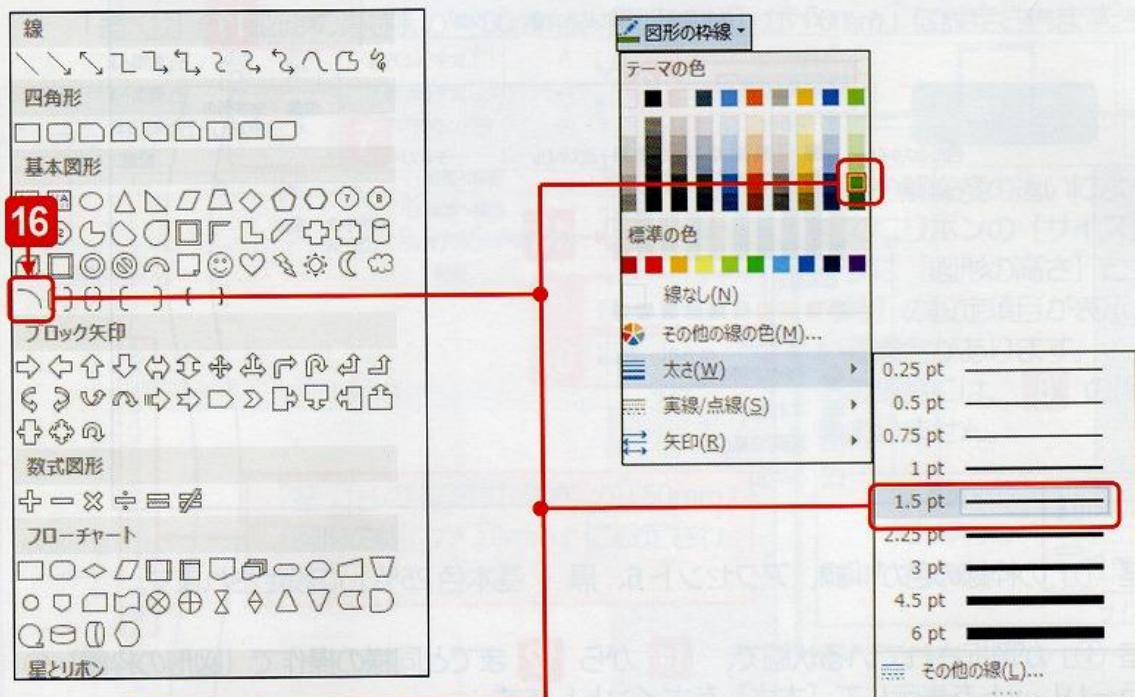 線
四角形
基本図形
16
ブロック矢印
数式図形
フローチャート
星とリボン
図形の枠線
テーマの色
標準の色
線なし(N)
その他の線の色(M)...
太さ(W)
実線/点線(S)
矢印(R)
0.25 pt
0.5 pt
0.75 pt
1 pt
1.5 pt
2.25 pt
3 pt
4.5 pt
6 pt
その他の線(L)...